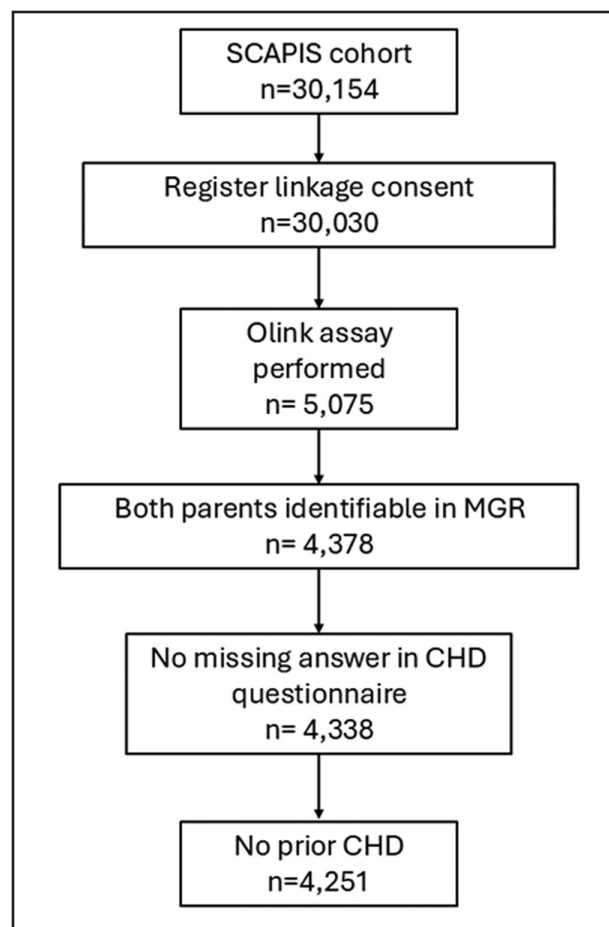 SCAPIS cohort
n=30,154
Register linkage consent
n=30,030
Olink assay
performed
n= 5,075
Both parents identifiable in MGR
n= 4,378
No missing answer in CHD
questionnaire
n= 4,338
No prior CHD
n=4,251